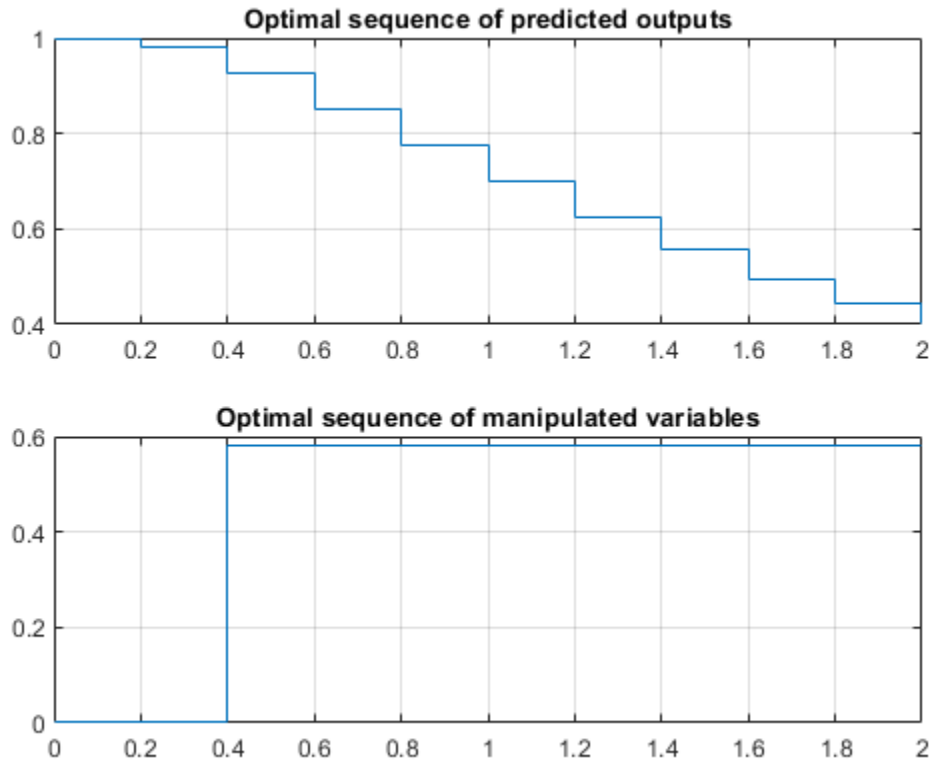 Optimal sequence of predicted outputs
1
0.8
0.6
0.4
0 0.2 0.4 0.6 0.8 1 1.2 1.4 1.6 1.8 2
Optimal sequence of manipulated variables
0.6
0.4
0.2
0
0 0.2 0.4 0.6 0.8 1 1.2 1.4 1.6 1.8 2